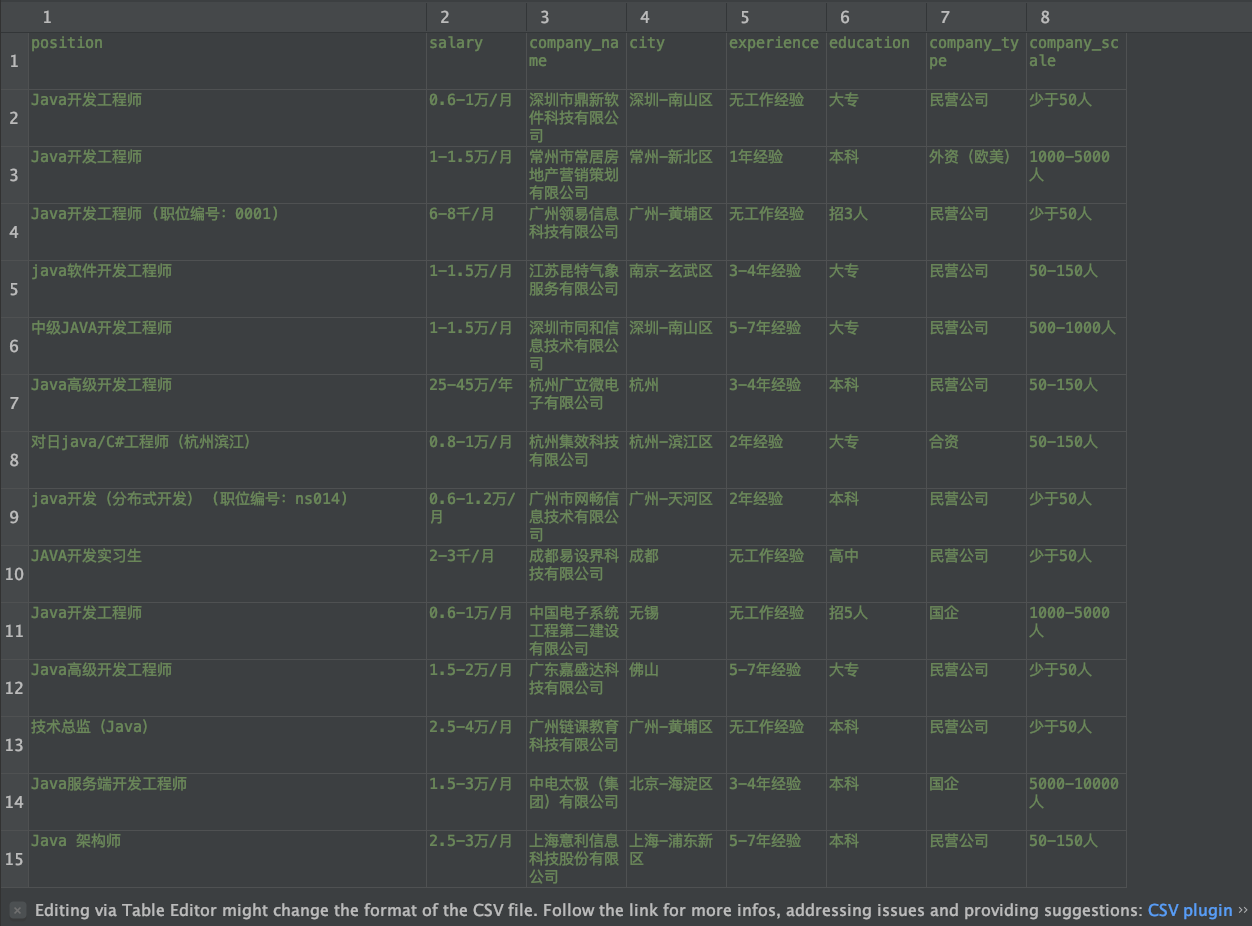 1 2 3 4 5 6 7 8
1 position salary company_na city experience education company_ty company_sc
me pe ale
2 Java开发工程师 0.6-1万/月 深圳市鼎新软 深圳-南山区 无工作经验 大专 民营公司 少于50人
件科技有限公
司
3 Java开发工程师 1-1.5万/月 常州市常居房 常州-新北区 1年经验 本科 外资（欧美） 1000-5000
地产营销策划 人
有限公司
4 Java开发工程师（职位编号：0001） 6-8千/月 广州领易信息 广州-黄埔区 无工作经验 招3人 民营公司 少于50人
科技有限公司
5 java软件开发工程师 1-1.5万/月 江苏昆特气象 南京-玄武区 3-4年经验 大专 民营公司 50-150人
服务有限公司
6 中级JAVA开发工程师 1-1.5万/月 深圳市同和信 深圳-南山区 5-7年经验 大专 民营公司 500-1000人
息技术有限公
司
7 Java高级开发工程师 25-45万/年 杭州广立微电 杭州 3-4年经验 本科 民营公司 50-150人
子有限公司
8 对日java/C#工程师（杭州滨江） 0.8-1万/月 杭州集效科技 杭州-滨江区 2年经验 大专 合资 50-150人
有限公司
9 java开发（分布式开发）（职位编号：ns014） 0.6-1.2万/ 广州市网畅信 广州-天河区 2年经验 本科 民营公司 少于50人
月 息技术有限公
司
10 JAVA开发实习生 2-3千/月 成都易设界科 成都 无工作经验 高中 民营公司 少于50人
技有限公司
11 Java开发工程师 0.6-1万/月 中国电子系统 无锡 无工作经验 招5人 国企 1000-5000
工程第二建设 人
有限公司
12 Java高级开发工程师 1.5-2万/月 广东嘉盛达科 佛山 5-7年经验 大专 民营公司 少于50人
技有限公司
13 技术总监（Java） 2.5-4万/月 广州链课教育 广州-黄埔区 无工作经验 本科 民营公司 少于50人
科技有限公司
14 Java服务端开发工程师 1.5-3万/月 中电太极（集 北京-海淀区 3-4年经验 本科 国企 5000-10000
团）有限公司 人
15 Java 架构师 2.5-3万/月 上海意利信息 上海-浦东新 5-7年经验 本科 民营公司 50-150人
科技股份有限 区
公司
Editing via Table Editor might change the format of the CSV file. Follow the link for more infos, addressing issues and providing suggestions: CSV plugin ››